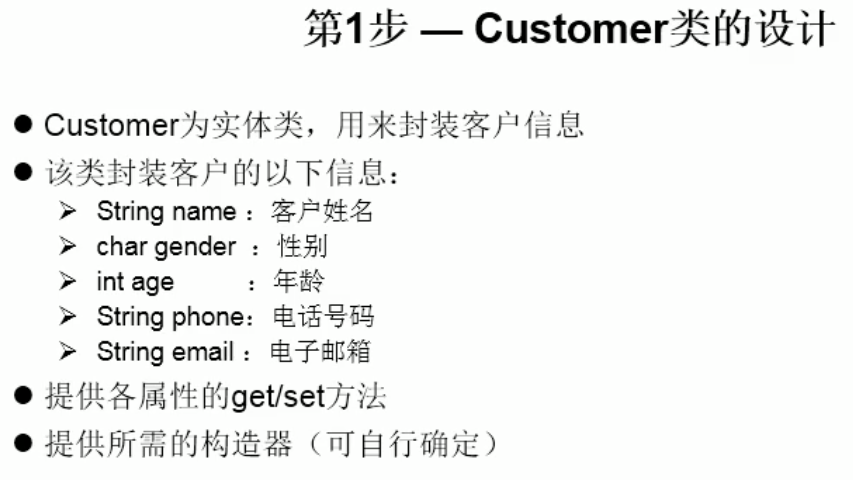 第1步 — Customer类的设计
● Customer为实体类，用来封装客户信息
● 该类封装客户的以下信息：
➢ String name ：客户姓名
➢ char gender ：性别
➢ int age ：年龄
➢ String phone：电话号码
➢ String email ：电子邮箱
● 提供各属性的get/set方法
● 提供所需的构造器（可自行确定）